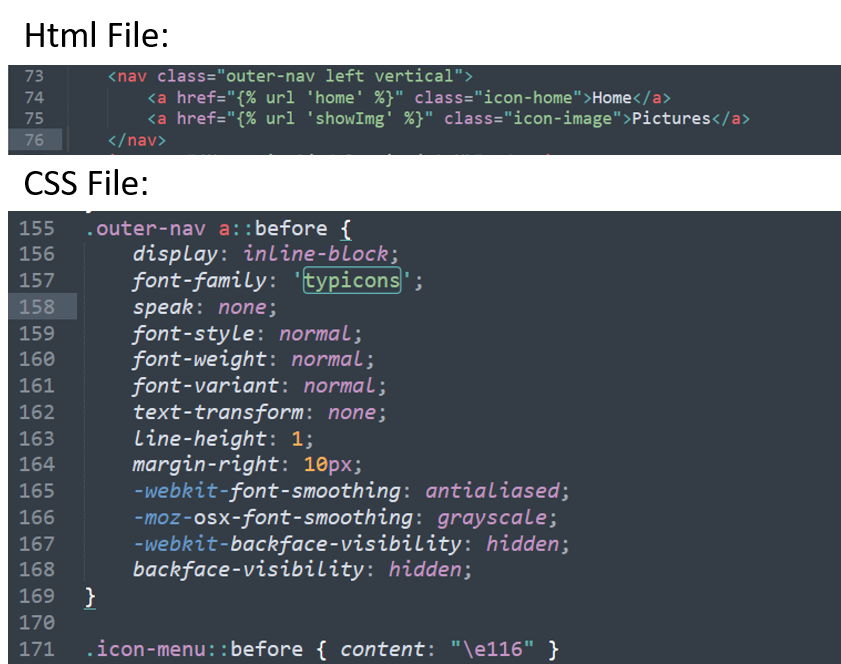 Html File:
73 <nav class="outer-nav left vertical">
74 <a href="{% url 'home' %}" class="icon-home">Home</a>
75 <a href="{% url 'showImg' %}" class="icon-image">Pictures</a>
76 </nav>
CSS File:
155 .outer-nav a::before {
156 display: inline-block;
157 font-family: 'typicons';
158 speak: none;
159 font-style: normal;
160 font-weight: normal;
161 font-variant: normal;
162 text-transform: none;
163 line-height: 1;
164 margin-right: 10px;
165 -webkit-font-smoothing: antialiased;
166 -moz-osx-font-smoothing: grayscale;
167 -webkit-backface-visibility: hidden;
168 backface-visibility: hidden;
169 }
170
171 .icon-menu::before { content: "\e116" }